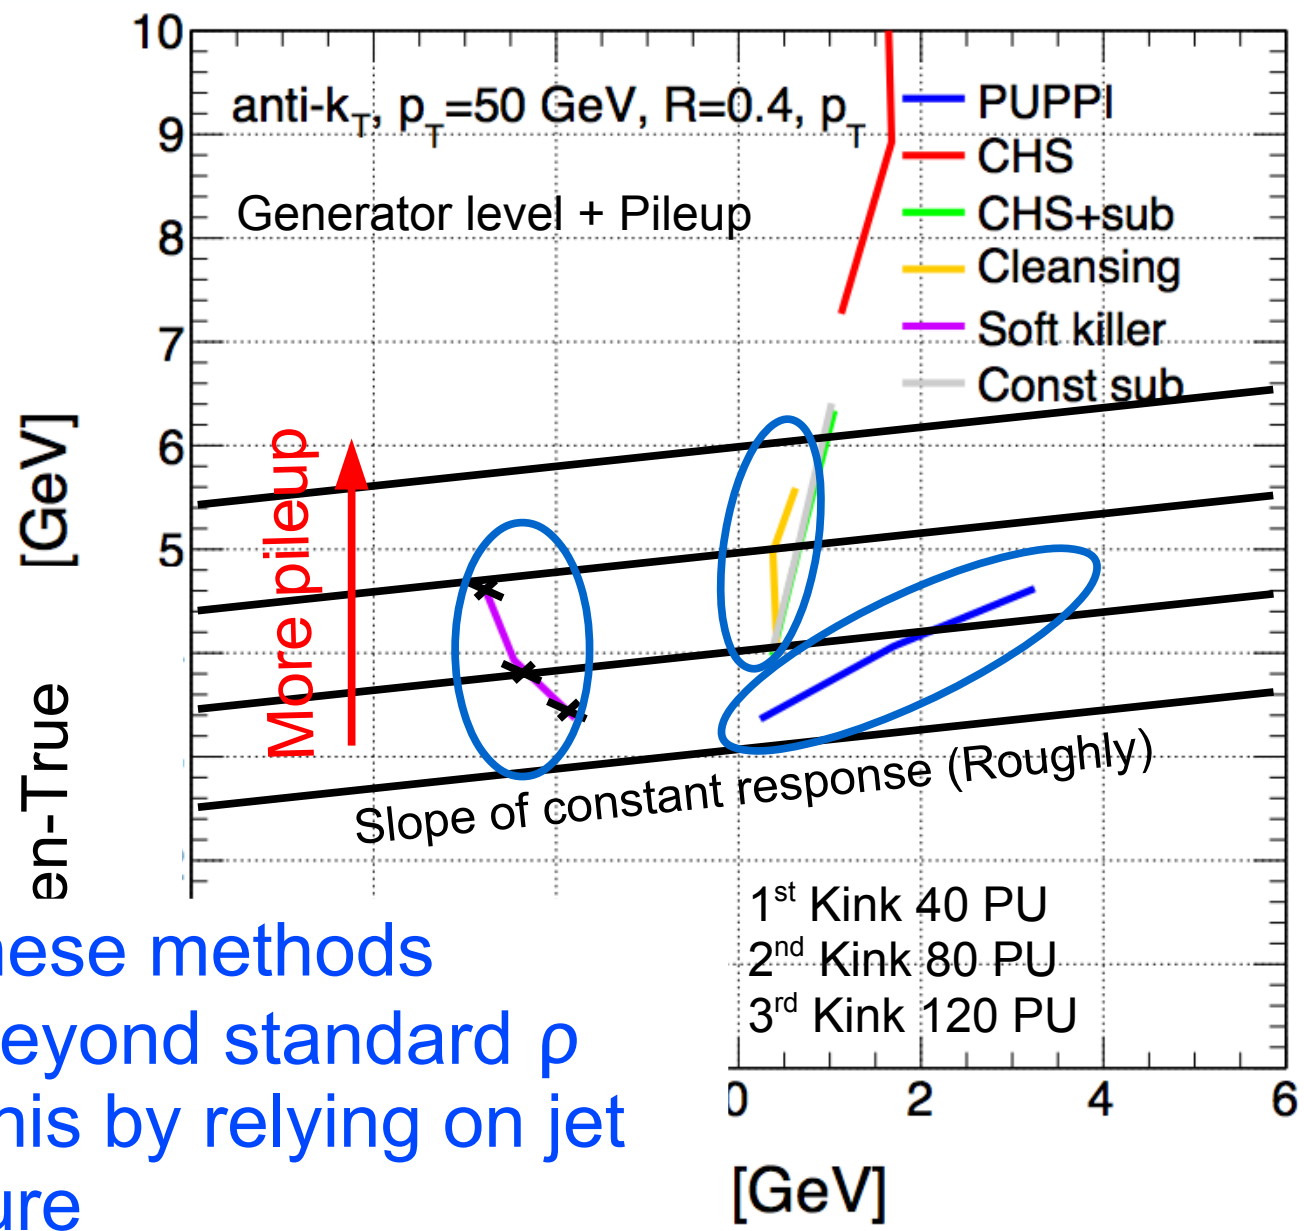 10
anti-kT, pT=50 GeV, R=0.4, pT
PUPPI
9
CHS
Generator level + Pileup
CHS+sub
8
Cleansing
7
Soft killer
Const sub
6
5
[GeV]
More pileup
en-True
Slope of constant response (Roughly)
1st Kink 40 PU
2nd Kink 80 PU
3rd Kink 120 PU
methods
eyond standard ρ
by relying on jet
0 2 4 6
[GeV]